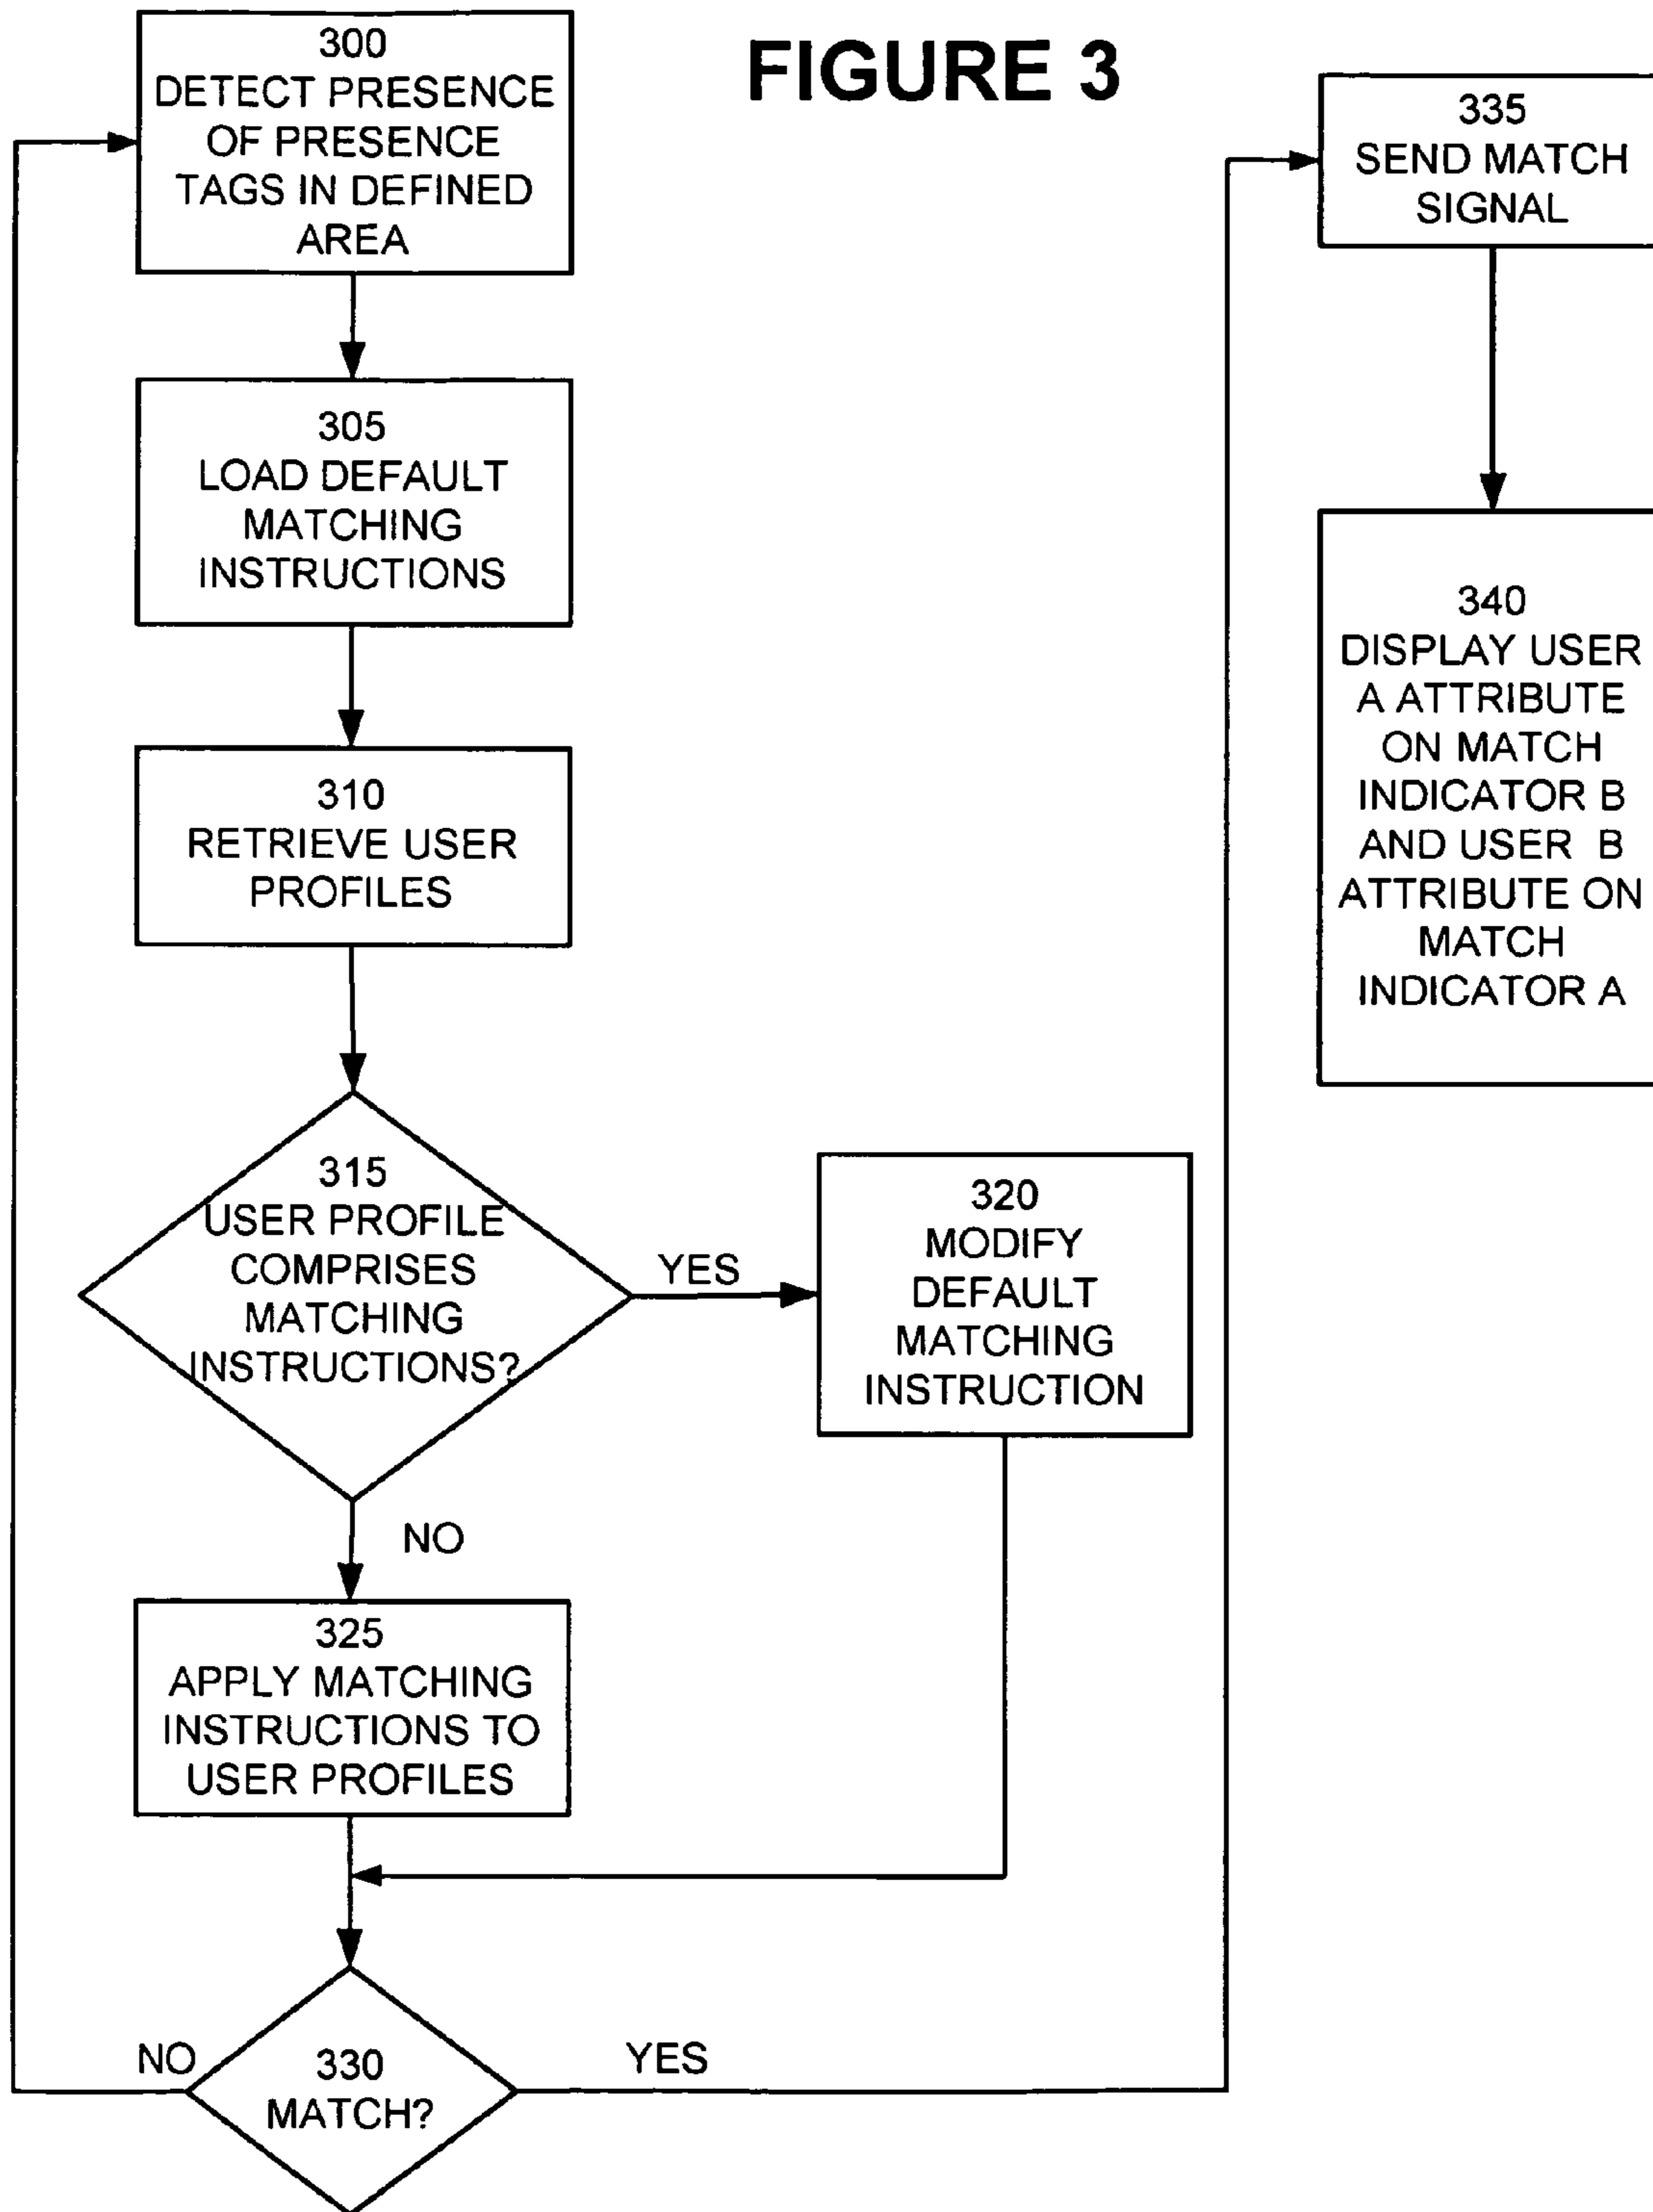 FIGURE 3
300
DETECT PRESENCE
OF PRESENCE
TAGS IN DEFINED
AREA
305
LOAD DEFAULT
MATCHING
INSTRUCTIONS
310
RETRIEVE USER
PROFILES
315
USER PROFILE
COMPRISES
MATCHING
INSTRUCTIONS?
YES
320
MODIFY
DEFAULT
MATCHING
INSTRUCTION
NO
325
APPLY MATCHING
INSTRUCTIONS TO
USER PROFILES
330
MATCH?
NO
YES
335
SEND MATCH
SIGNAL
340
DISPLAY USER
A ATTRIBUTE
ON MATCH
INDICATOR B
AND USER B
ATTRIBUTE ON
MATCH
INDICATOR A